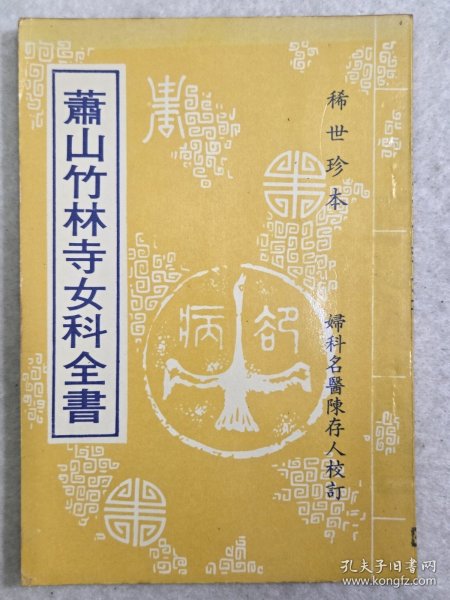 稀世珍本
婦科名醫陳存人校訂
蕭山竹林寺女科全書
却病
孔夫子旧书网
www.kongfz.com